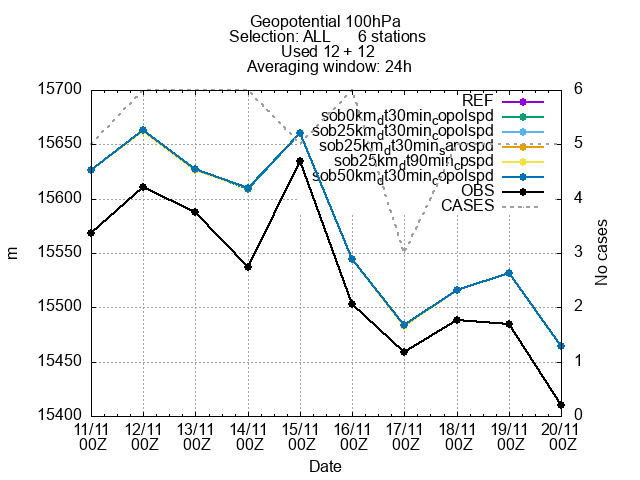 Geopotential 100hPa
Selection: ALL 6 stations
Used 12 + 12
Averaging window: 24h
15700
15650
15600
15550
15500
15450
15400
m
6
5
4
3
2
1
0
No cases
REF
sob0km_dt30min_copolspd
sob25km_dt30min_copolspd
sob25km_dt30min_sarospd
sob25km_dt90min_cpspd
sob50km_dt30min_copolspd
OBS
CASES
11/11 12/11 13/11 14/11 15/11 16/11 17/11 18/11 19/11 20/11
00Z 00Z 00Z 00Z 00Z 00Z 00Z 00Z 00Z 00Z
Date